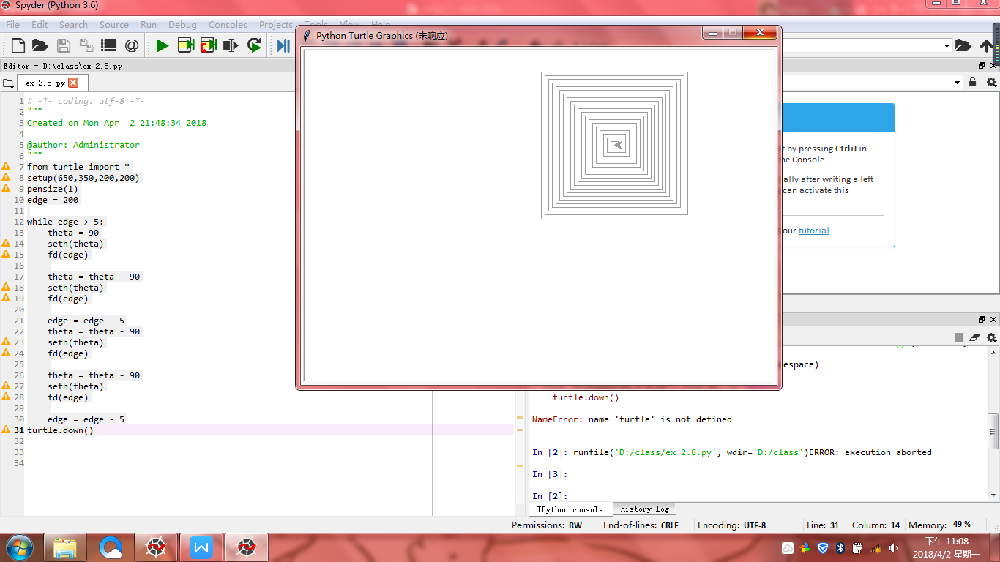 Spyder (Python 3.6)
File Edit Search Source Run Debug Consoles Projects Tools View Help
Python Turtle Graphics (未响应)
Editor - D:\class\ex 2.8.py
ex 2.8.py
1 # -*- coding: utf-8 -*-
2 """
3 Created on Mon Apr  2 21:48:34 2018
4
5 @author: Administrator
6 """
7 from turtle import *
8 setup(650,350,200,200)
9 pensize(1)
10 edge = 200
11
12 while edge > 5:
13     theta = 90
14     seth(theta)
15     fd(edge)
16
17     theta = theta - 90
18     seth(theta)
19     fd(edge)
20
21     edge = edge - 5
22     theta = theta - 90
23     seth(theta)
24     fd(edge)
25
26     theta = theta - 90
27     seth(theta)
28     fd(edge)
29
30     edge = edge - 5
31 turtle.down()
32
33
34
t by pressing Ctrl+I in
he Console.
ally after writing a left
can activate this
our tutorial
espace)
turtle.down()
NameError: name 'turtle' is not defined
In [2]: runfile('D:/class/ex 2.8.py', wdir='D:/class')ERROR: execution aborted
In [3]:
In [2]:
IPython console History log
Permissions: RW End-of-lines: CRLF Encoding: UTF-8 Line: 31 Column: 14 Memory: 49 %
下午 11:08
2018/4/2 星期一